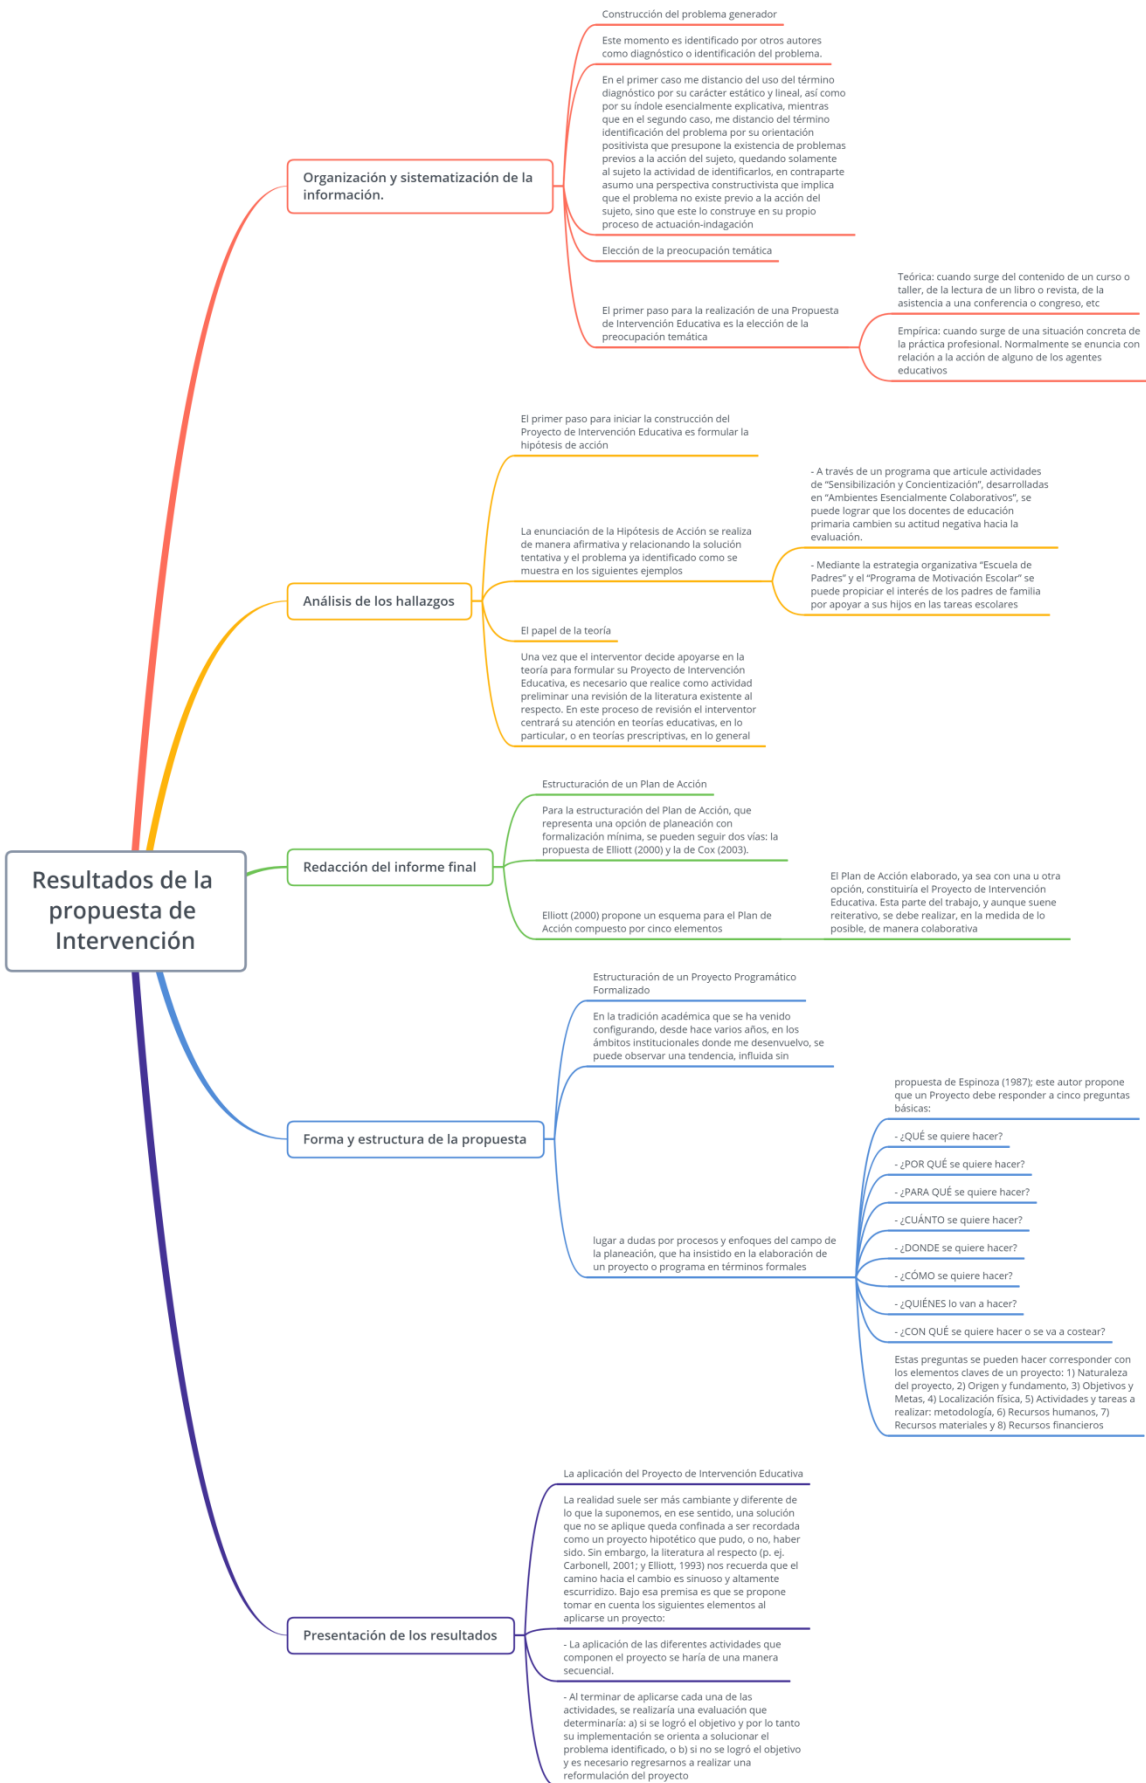 Construcción del problema generador
Este momento es identificado por otros autores
como diagnóstico o identificación del problema.
En el primer caso me distancio del uso del término
diagnóstico por su carácter estático y lineal, así como
por su índole esencialmente explicativa, mientras
que en el segundo caso, me distancio del término
identificación del problema por su orientación
positivista que presupone la existencia de problemas
previos a la acción del sujeto, quedando solamente
al sujeto la actividad de identificarlos, en contraparte
asumo una perspectiva constructivista que implica
que el problema no existe previo a la acción del
sujeto, sino que este lo construye en su propio
proceso de actuación-indagación
Organización y sistematización de la
información.
Elección de la preocupación temática
El primer paso para la realización de una Propuesta
de Intervención Educativa es la elección de la
preocupación temática
Teórica: cuando surge del contenido de un curso o
taller, de la lectura de un libro o revista, de la
asistencia a una conferencia o congreso, etc
Empírica: cuando surge de una situación concreta de
la práctica profesional. Normalmente se enuncia con
relación a la acción de alguno de los agentes
educativos
El primer paso para iniciar la construcción del
Proyecto de Intervención Educativa es formular la
hipótesis de acción
La enunciación de la Hipótesis de Acción se realiza
de manera afirmativa y relacionando la solución
tentativa y el problema ya identificado como se
muestra en los siguientes ejemplos
- A través de un programa que articule actividades
de “Sensibilización y Concientización”, desarrolladas
en “Ambientes Esencialmente Colaborativos”, se
puede lograr que los docentes de educación
primaria cambien su actitud negativa hacia la
evaluación.
- Mediante la estrategia organizativa “Escuela de
Padres” y el “Programa de Motivación Escolar” se
puede propiciar el interés de los padres de familia
por apoyar a sus hijos en las tareas escolares
Análisis de los hallazgos
El papel de la teoría
Una vez que el interventor decide apoyarse en la
teoría para formular su Proyecto de Intervención
Educativa, es necesario que realice como actividad
preliminar una revisión de la literatura existente al
respecto. En este proceso de revisión el interventor
centrará su atención en teorías educativas, en lo
particular, o en teorías prescriptivas, en lo general
Estructuración de un Plan de Acción
Para la estructuración del Plan de Acción, que
representa una opción de planeación con
formalización mínima, se pueden seguir dos vías: la
propuesta de Elliott (2000) y la de Cox (2003).
Redacción del informe final
Elliott (2000) propone un esquema para el Plan de
Acción compuesto por cinco elementos
El Plan de Acción elaborado, ya sea con una u otra
opción, constituiría el Proyecto de Intervención
Educativa. Esta parte del trabajo, y aunque suene
reiterativo, se debe realizar, en la medida de lo
posible, de manera colaborativa
Resultados de la
propuesta de
Intervención
Estructuración de un Proyecto Programático
Formalizado
En la tradición académica que se ha venido
configurando, desde hace varios años, en los
ámbitos institucionales donde me desenvuelvo, se
puede observar una tendencia, influida sin
Forma y estructura de la propuesta
lugar a dudas por procesos y enfoques del campo de
la planeación, que ha insistido en la elaboración de
un proyecto o programa en términos formales
propuesta de Espinoza (1987); este autor propone
que un Proyecto debe responder a cinco preguntas
básicas:
- ¿QUÉ se quiere hacer?
- ¿POR QUÉ se quiere hacer?
- ¿PARA QUÉ se quiere hacer?
- ¿CUÁNTO se quiere hacer?
- ¿DONDE se quiere hacer?
- ¿CÓMO se quiere hacer?
- ¿QUIÉNES lo van a hacer?
- ¿CON QUÉ se quiere hacer o se va a costear?
Estas preguntas se pueden hacer corresponder con
los elementos claves de un proyecto: 1) Naturaleza
del proyecto, 2) Origen y fundamento, 3) Objetivos y
Metas, 4) Localización física, 5) Actividades y tareas a
realizar: metodología, 6) Recursos humanos, 7)
Recursos materiales y 8) Recursos financieros
La aplicación del Proyecto de Intervención Educativa
La realidad suele ser más cambiante y diferente de
lo que la suponemos, en ese sentido, una solución
que no se aplique queda confinada a ser recordada
como un proyecto hipotético que pudo, o no, haber
sido. Sin embargo, la literatura al respecto (p. ej.
Carbonell, 2001; y Elliott, 1993) nos recuerda que el
camino hacia el cambio es sinuoso y altamente
escurridizo. Bajo esa premisa es que se propone
tomar en cuenta los siguientes elementos al
aplicarse un proyecto:
Presentación de los resultados
- La aplicación de las diferentes actividades que
componen el proyecto se haría de una manera
secuencial.
- Al terminar de aplicarse cada una de las
actividades, se realizaría una evaluación que
determinaría: a) si se logró el objetivo y por lo tanto
su implementación se orienta a solucionar el
problema identificado, o b) si no se logró el objetivo
y es necesario regresarnos a realizar una
reformulación del proyecto